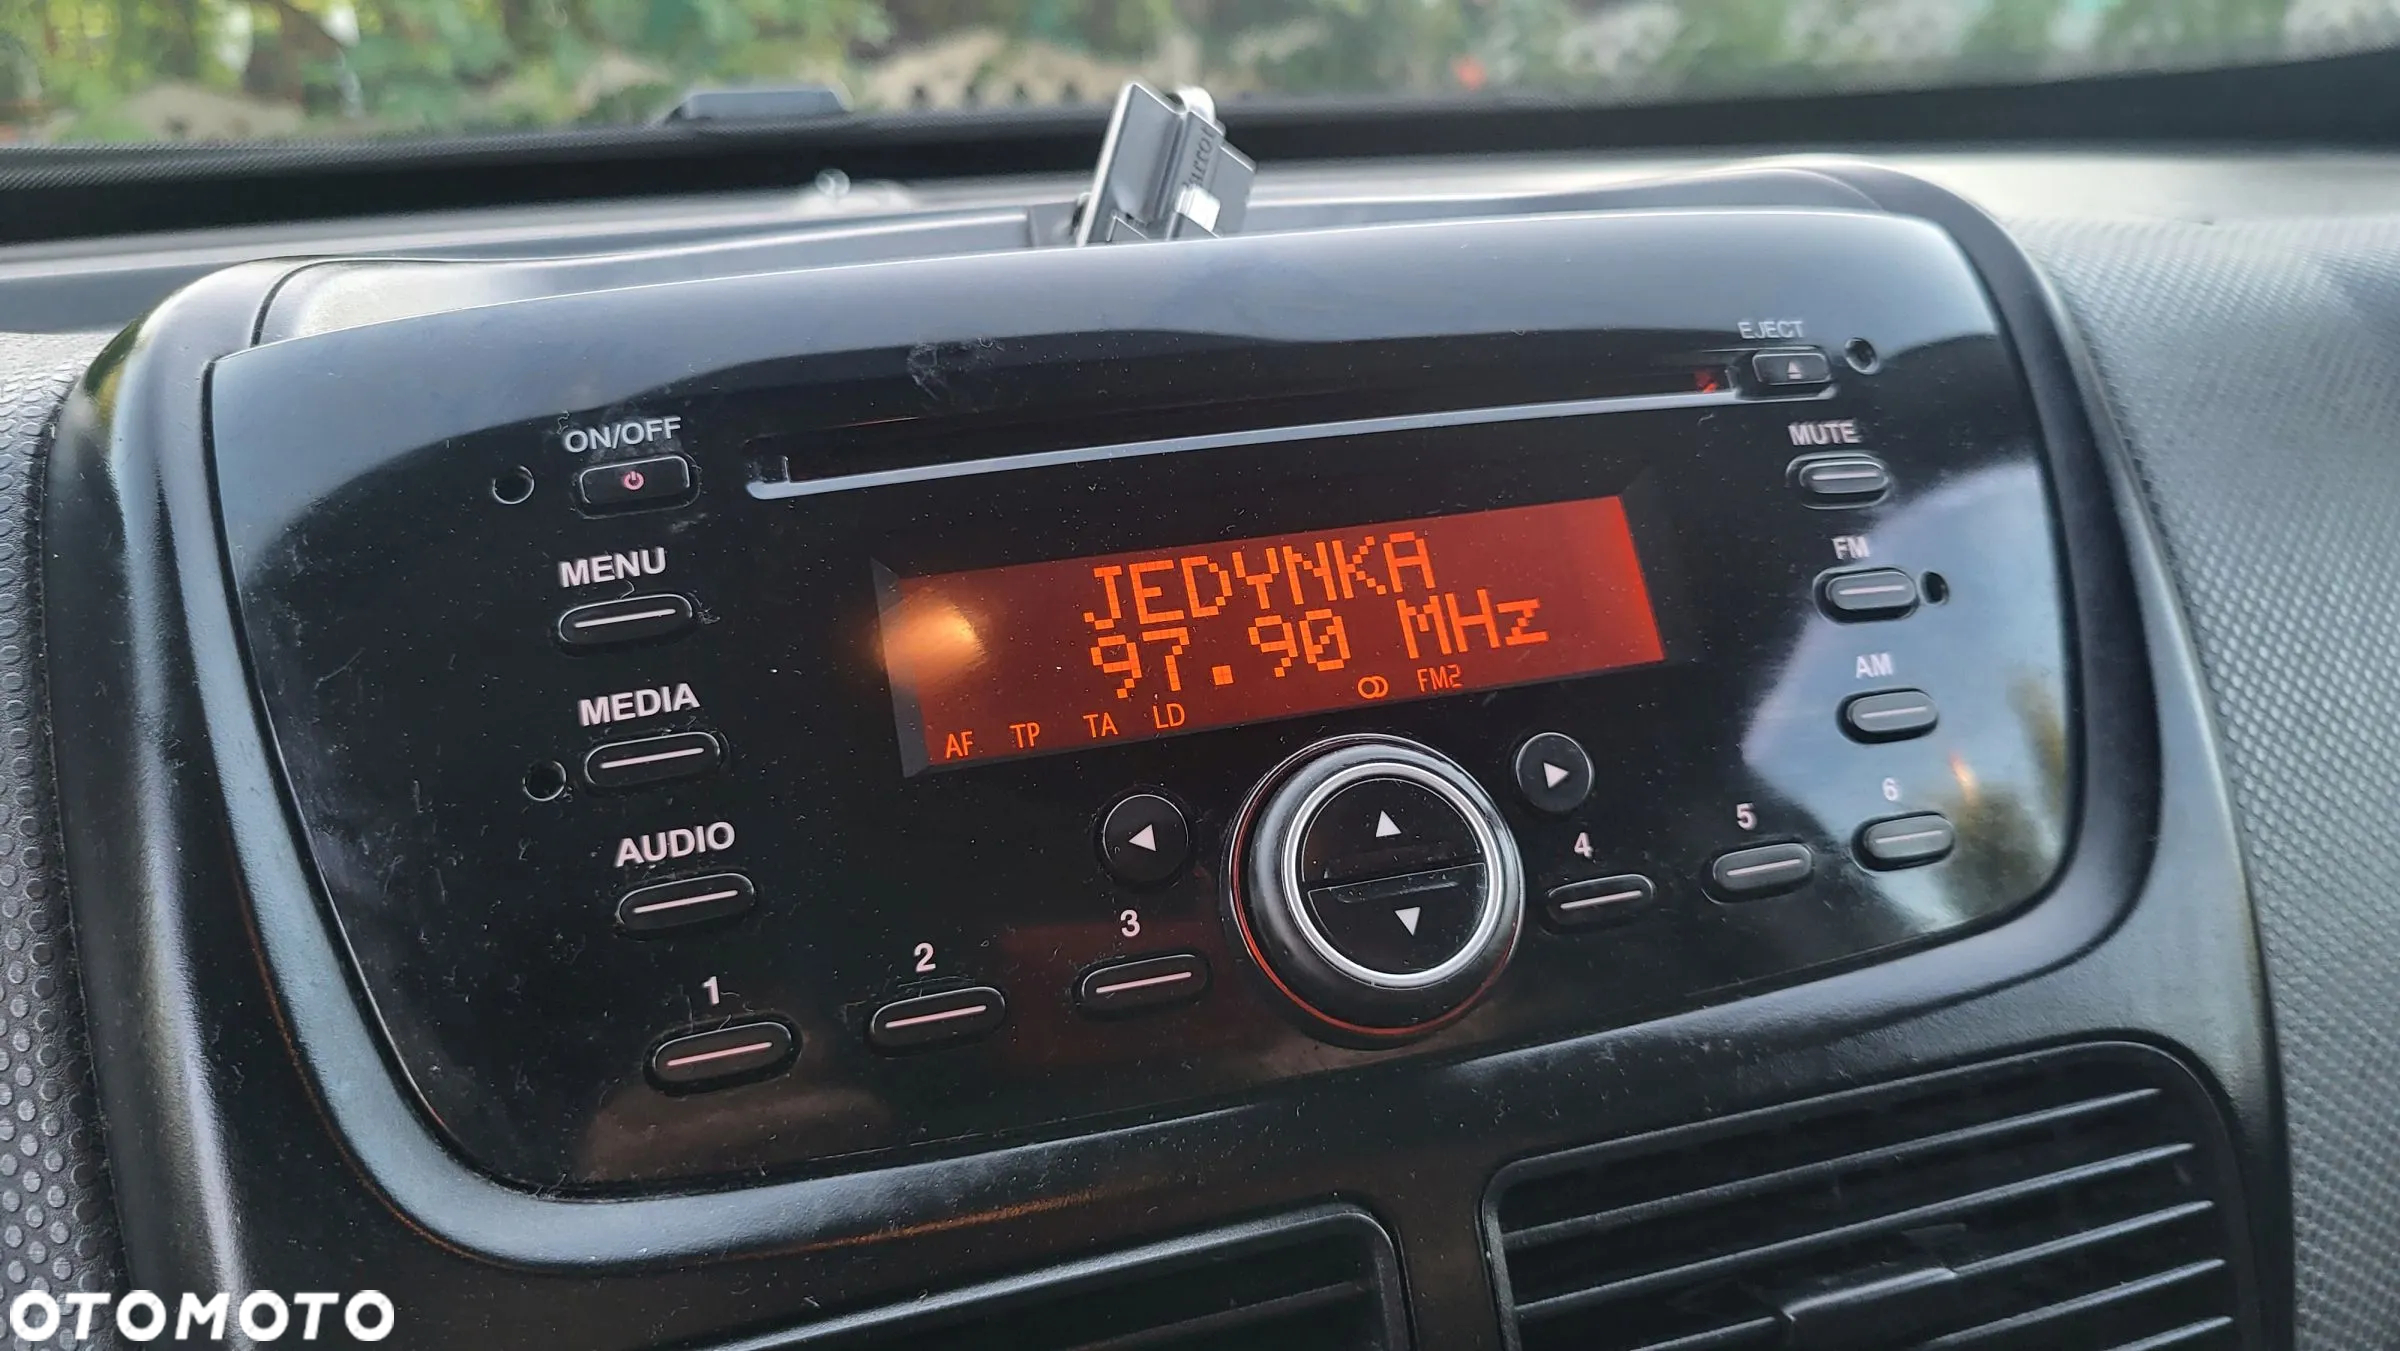 Parrot
EJECT
ON/OFF
MUTE
MENU
JEDYNKA
FM
97.90 MHz
MEDIA
AM
AF TP TA LD FM2
AUDIO
1 2 3 4 5 6
OTOMOTO